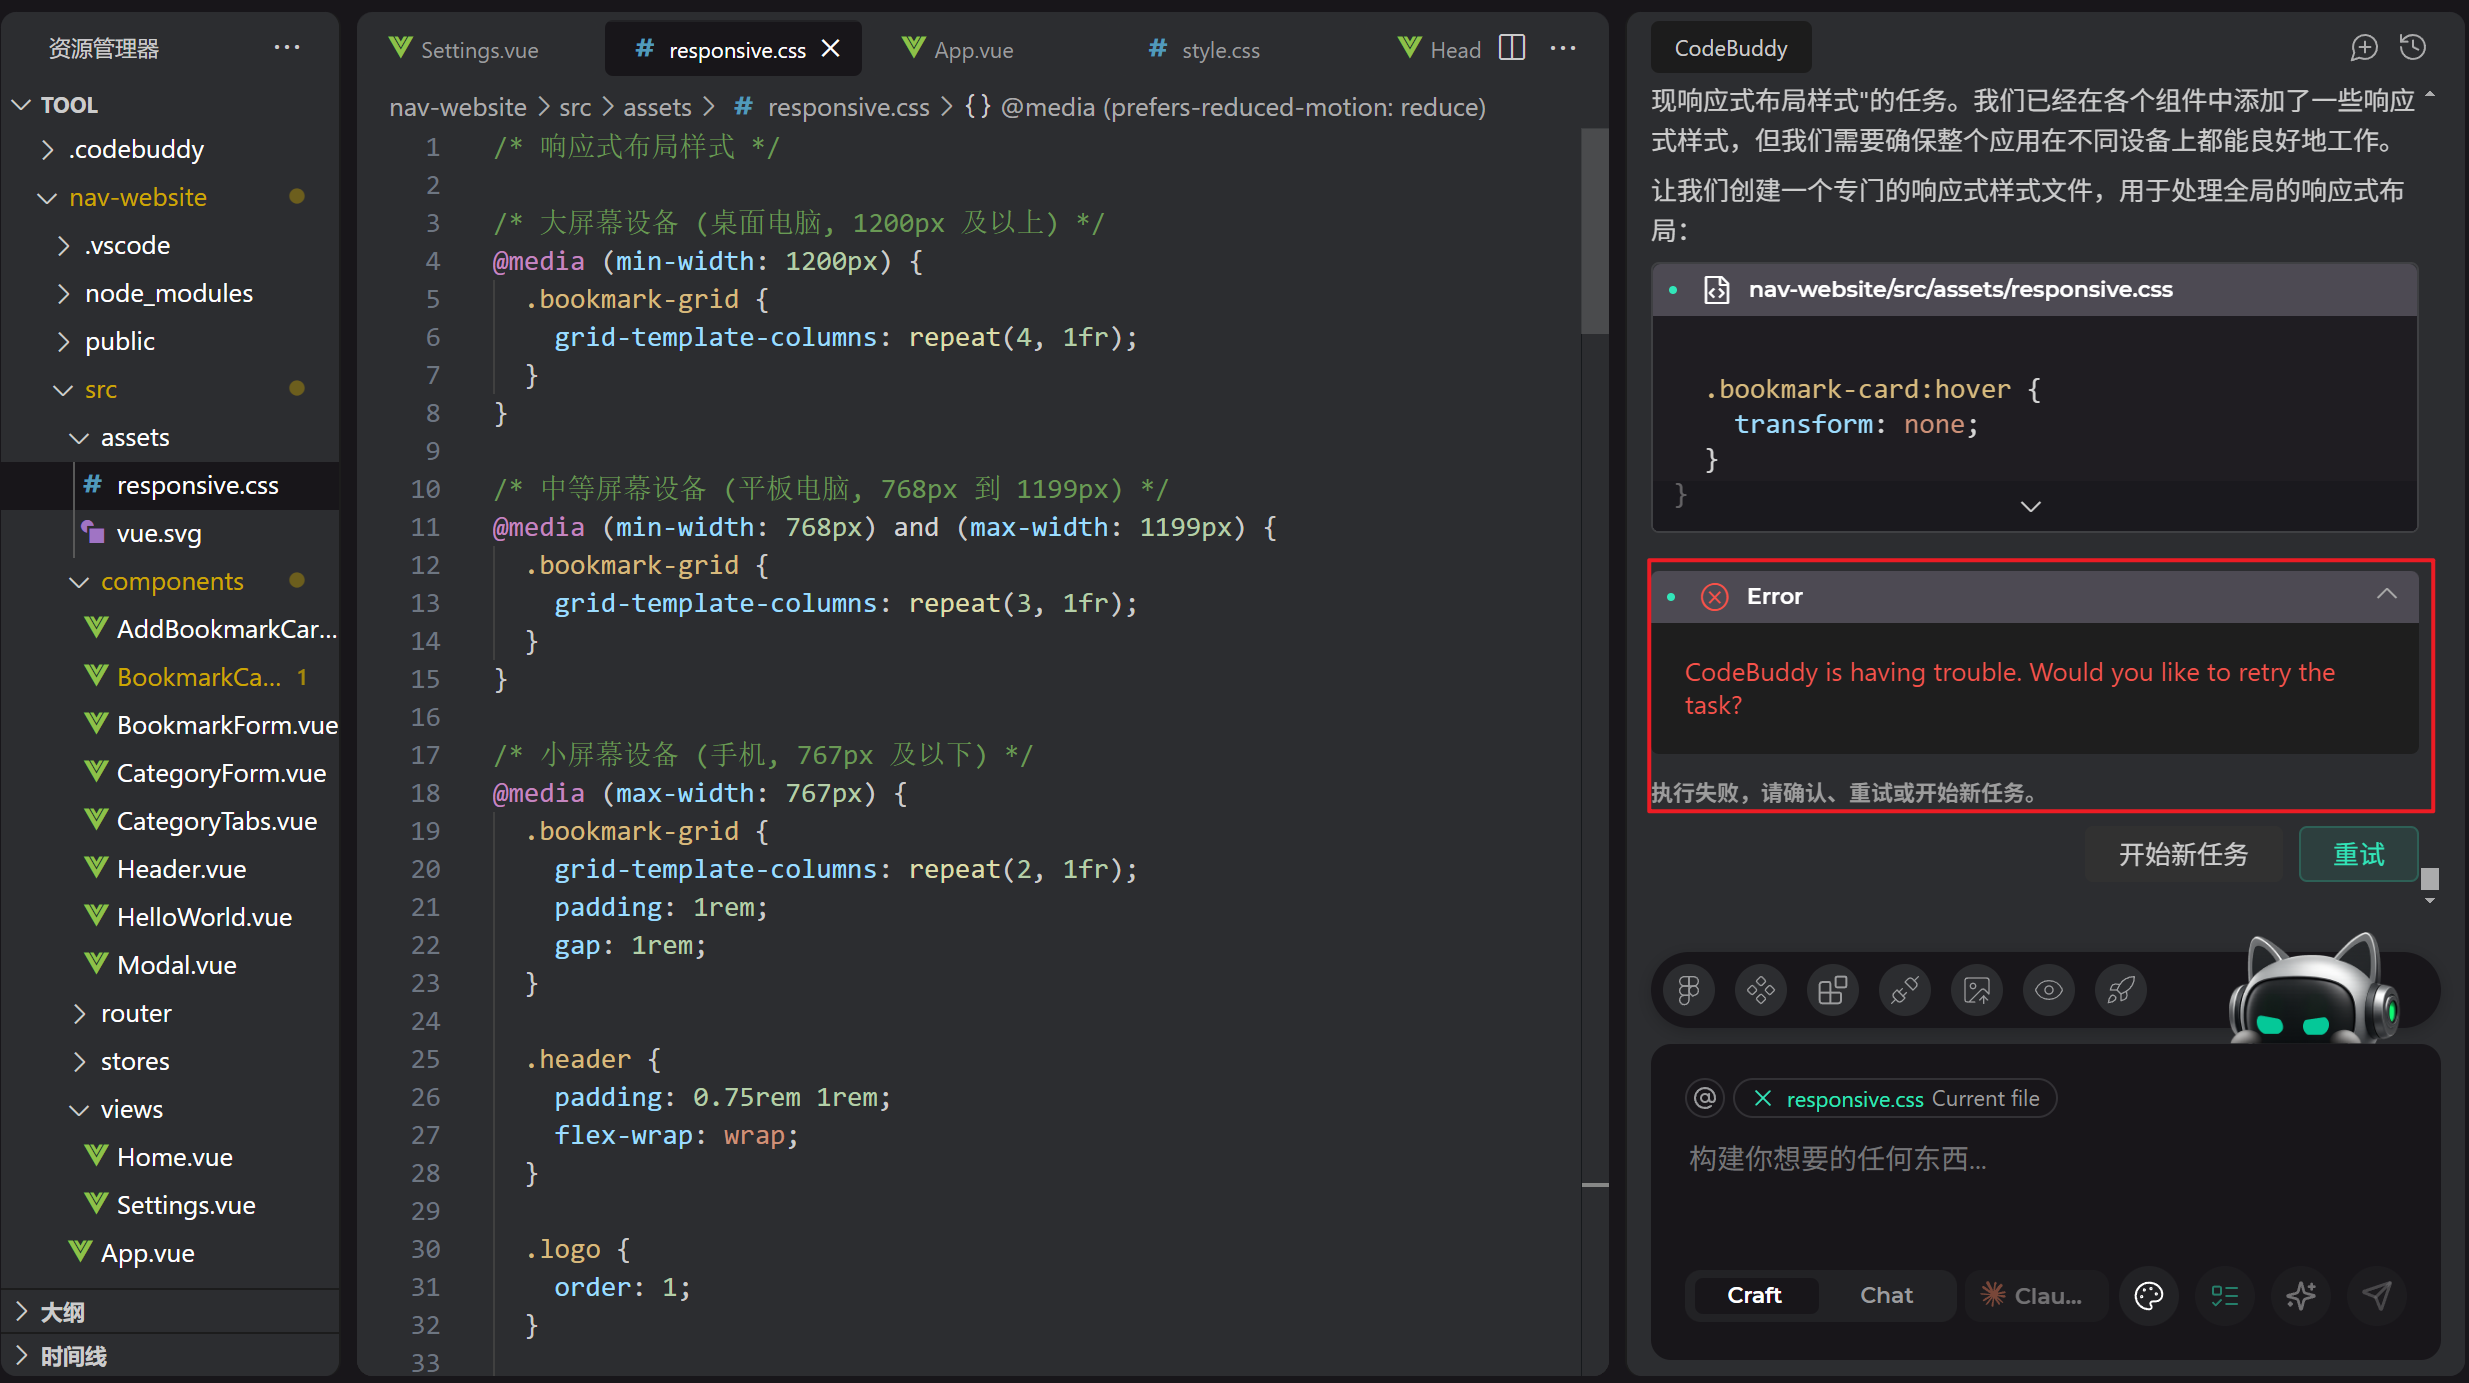 资源管理器
TOOL
.codebuddy
nav-website
.vscode
node_modules
public
src
assets
responsive.css
vue.svg
components
AddBookmarkCar...
BookmarkCa... 1
BookmarkForm.vue
CategoryForm.vue
CategoryTabs.vue
Header.vue
HelloWorld.vue
Modal.vue
router
stores
views
Home.vue
Settings.vue
App.vue
大纲
时间线
Settings.vue
# responsive.css
App.vue
# style.css
Head
nav-website > src > assets > # responsive.css > {} @media (prefers-reduced-motion: reduce)
1 /* 响应式布局样式 */
2
3 /* 大屏幕设备 (桌面电脑, 1200px 及以上) */
4 @media (min-width: 1200px) {
5 .bookmark-grid {
6 grid-template-columns: repeat(4, 1fr);
7 }
8 }
9
10 /* 中等屏幕设备 (平板电脑, 768px 到 1199px) */
11 @media (min-width: 768px) and (max-width: 1199px) {
12 .bookmark-grid {
13 grid-template-columns: repeat(3, 1fr);
14 }
15 }
16
17 /* 小屏幕设备 (手机, 767px 及以下) */
18 @media (max-width: 767px) {
19 .bookmark-grid {
20 grid-template-columns: repeat(2, 1fr);
21 padding: 1rem;
22 gap: 1rem;
23 }
24
25 .header {
26 padding: 0.75rem 1rem;
27 flex-wrap: wrap;
28 }
29
30 .logo {
31 order: 1;
32 }
33
CodeBuddy
现响应式布局样式"的任务。我们已经在各个组件中添加了一些响应
式样式，但我们需要确保整个应用在不同设备上都能良好地工作。
让我们创建一个专门的响应式样式文件，用于处理全局的响应式布
局：
nav-website/src/assets/responsive.css
.bookmark-card:hover {
transform: none;
}
}
Error
CodeBuddy is having trouble. Would you like to retry the
task?
执行失败，请确认、重试或开始新任务。
开始新任务
重试
@ responsive.css Current file
构建你想要的任何东西...
Craft
Chat
Clau...